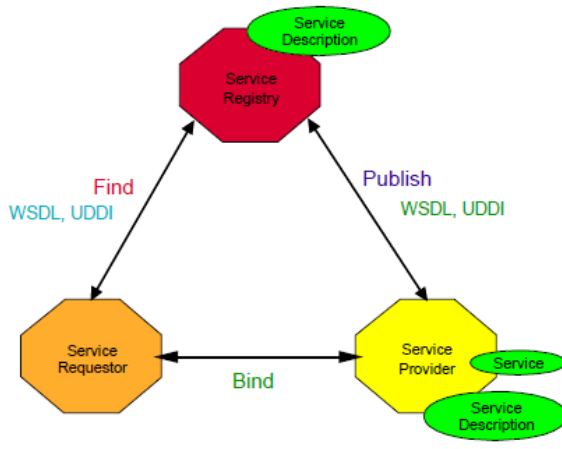 Service
Description
Service
Registry
Find
WSDL, UDDI
Publish
WSDL, UDDI
Service
Requestor
Bind
Service
Provider
Service
Service
Description